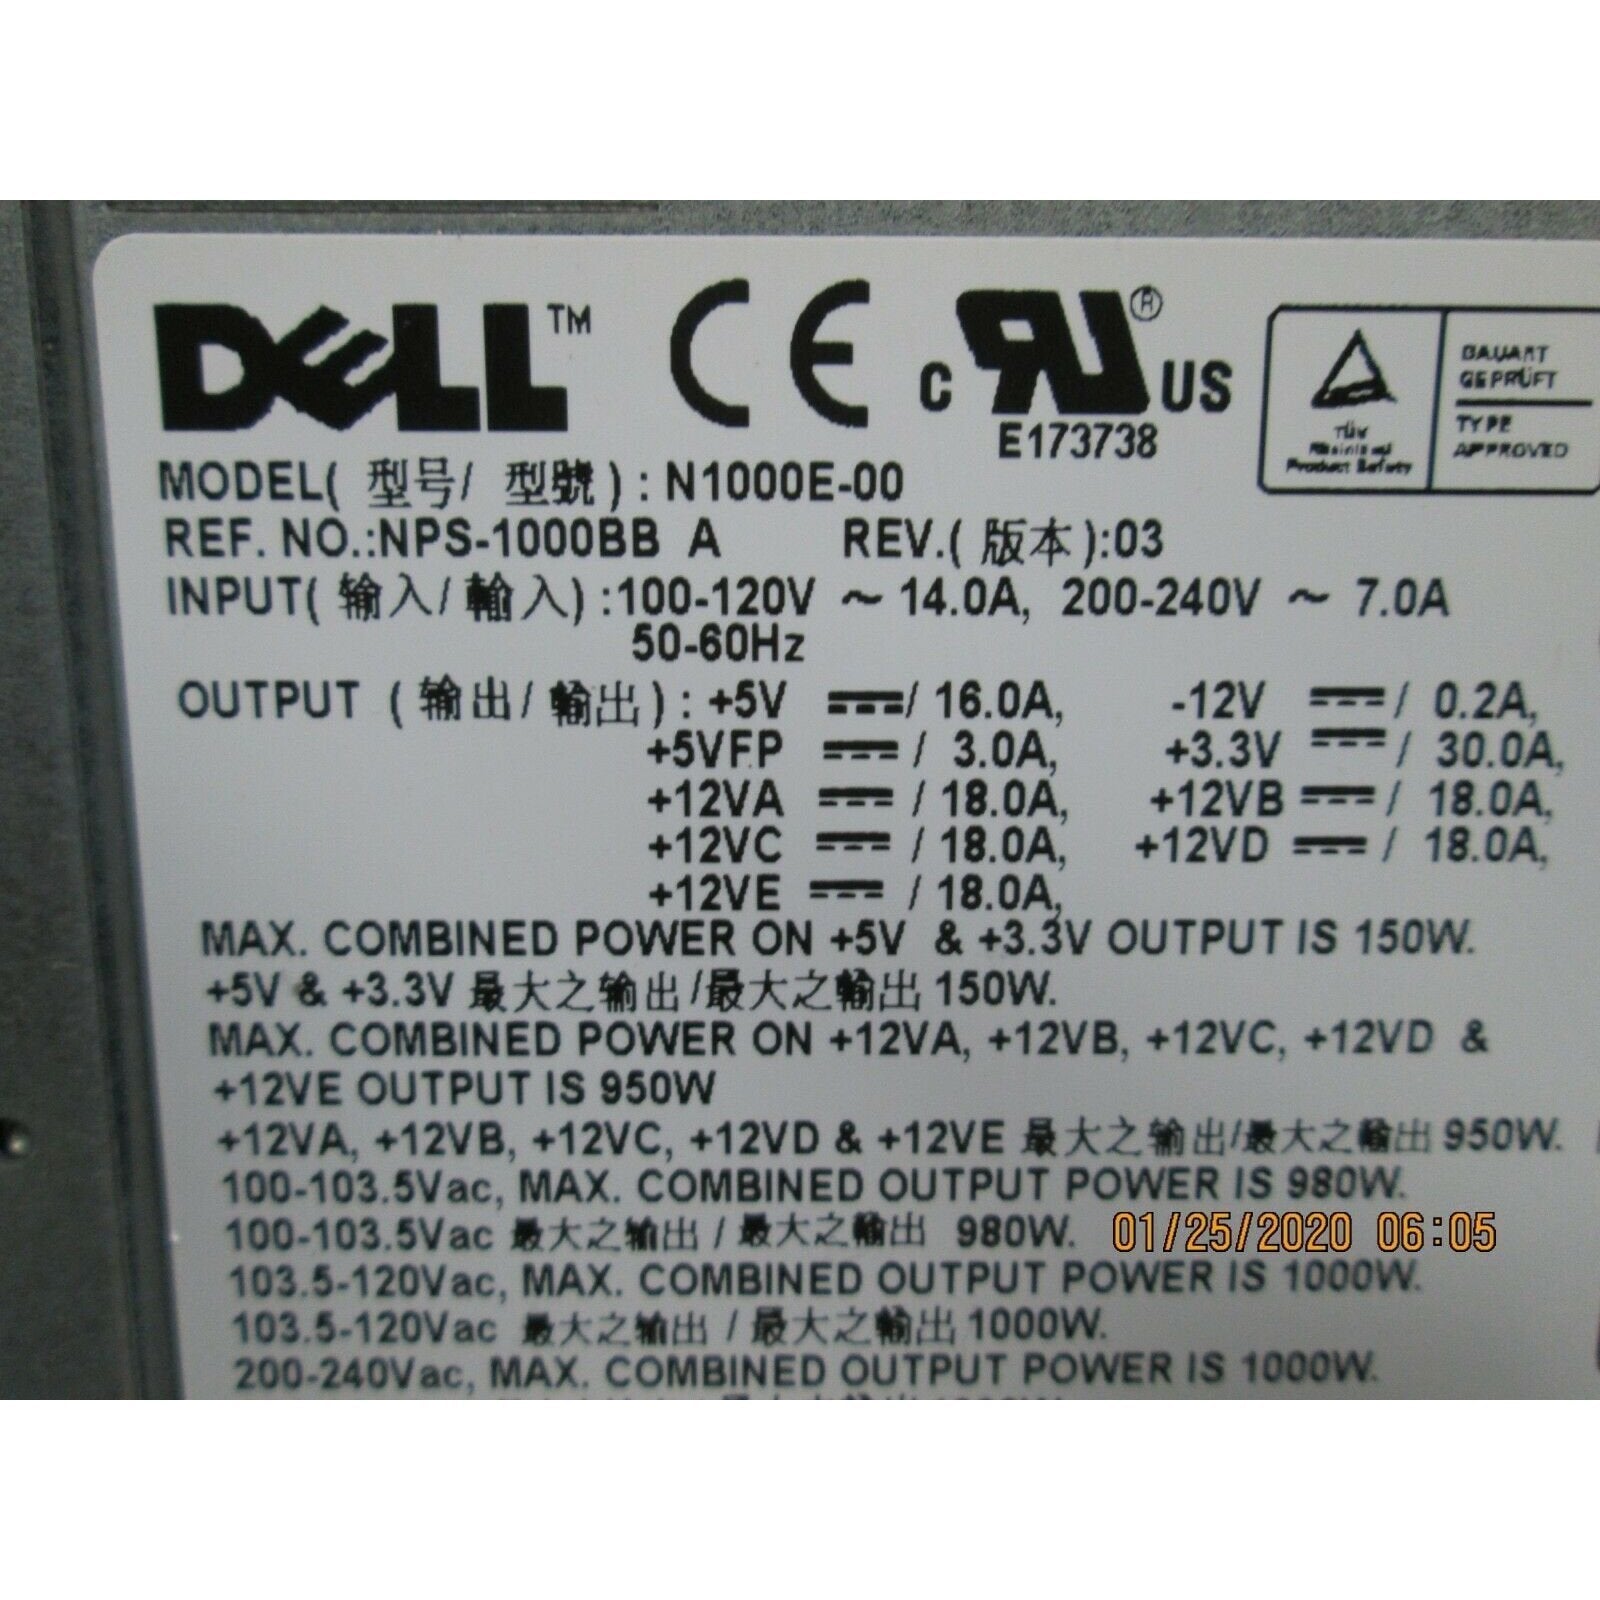 DELL™ CE c RU® US
E173738
BAUART
GEPRÜFT
TYPE
APPROVED
TÜV
Rheinland
Product Safety
MODEL( 型号/ 型號 ) : N1000E-00
REF. NO.:NPS-1000BB A REV.( 版本 ):03
INPUT( 输入/ 輸入) :100-120V ～ 14.0A, 200-240V ～ 7.0A
50-60Hz
OUTPUT ( 输出/ 輸出 ) : +5V ⎓/ 16.0A, -12V ⎓/ 0.2A,
+5VFP ⎓/ 3.0A, +3.3V ⎓/ 30.0A,
+12VA ⎓/ 18.0A, +12VB ⎓/ 18.0A,
+12VC ⎓/ 18.0A, +12VD ⎓/ 18.0A,
+12VE ⎓/ 18.0A,
MAX. COMBINED POWER ON +5V & +3.3V OUTPUT IS 150W.
+5V & +3.3V 最大之输出/最大之輸出 150W.
MAX. COMBINED POWER ON +12VA, +12VB, +12VC, +12VD &
+12VE OUTPUT IS 950W
+12VA, +12VB, +12VC, +12VD & +12VE 最大之输出/最大之輸出 950W.
100-103.5Vac, MAX. COMBINED OUTPUT POWER IS 980W.
100-103.5Vac 最大之输出 / 最大之輸出 980W.
103.5-120Vac, MAX. COMBINED OUTPUT POWER IS 1000W.
103.5-120Vac 最大之输出 / 最大之輸出 1000W.
200-240Vac, MAX. COMBINED OUTPUT POWER IS 1000W.
01/25/2020 06:05